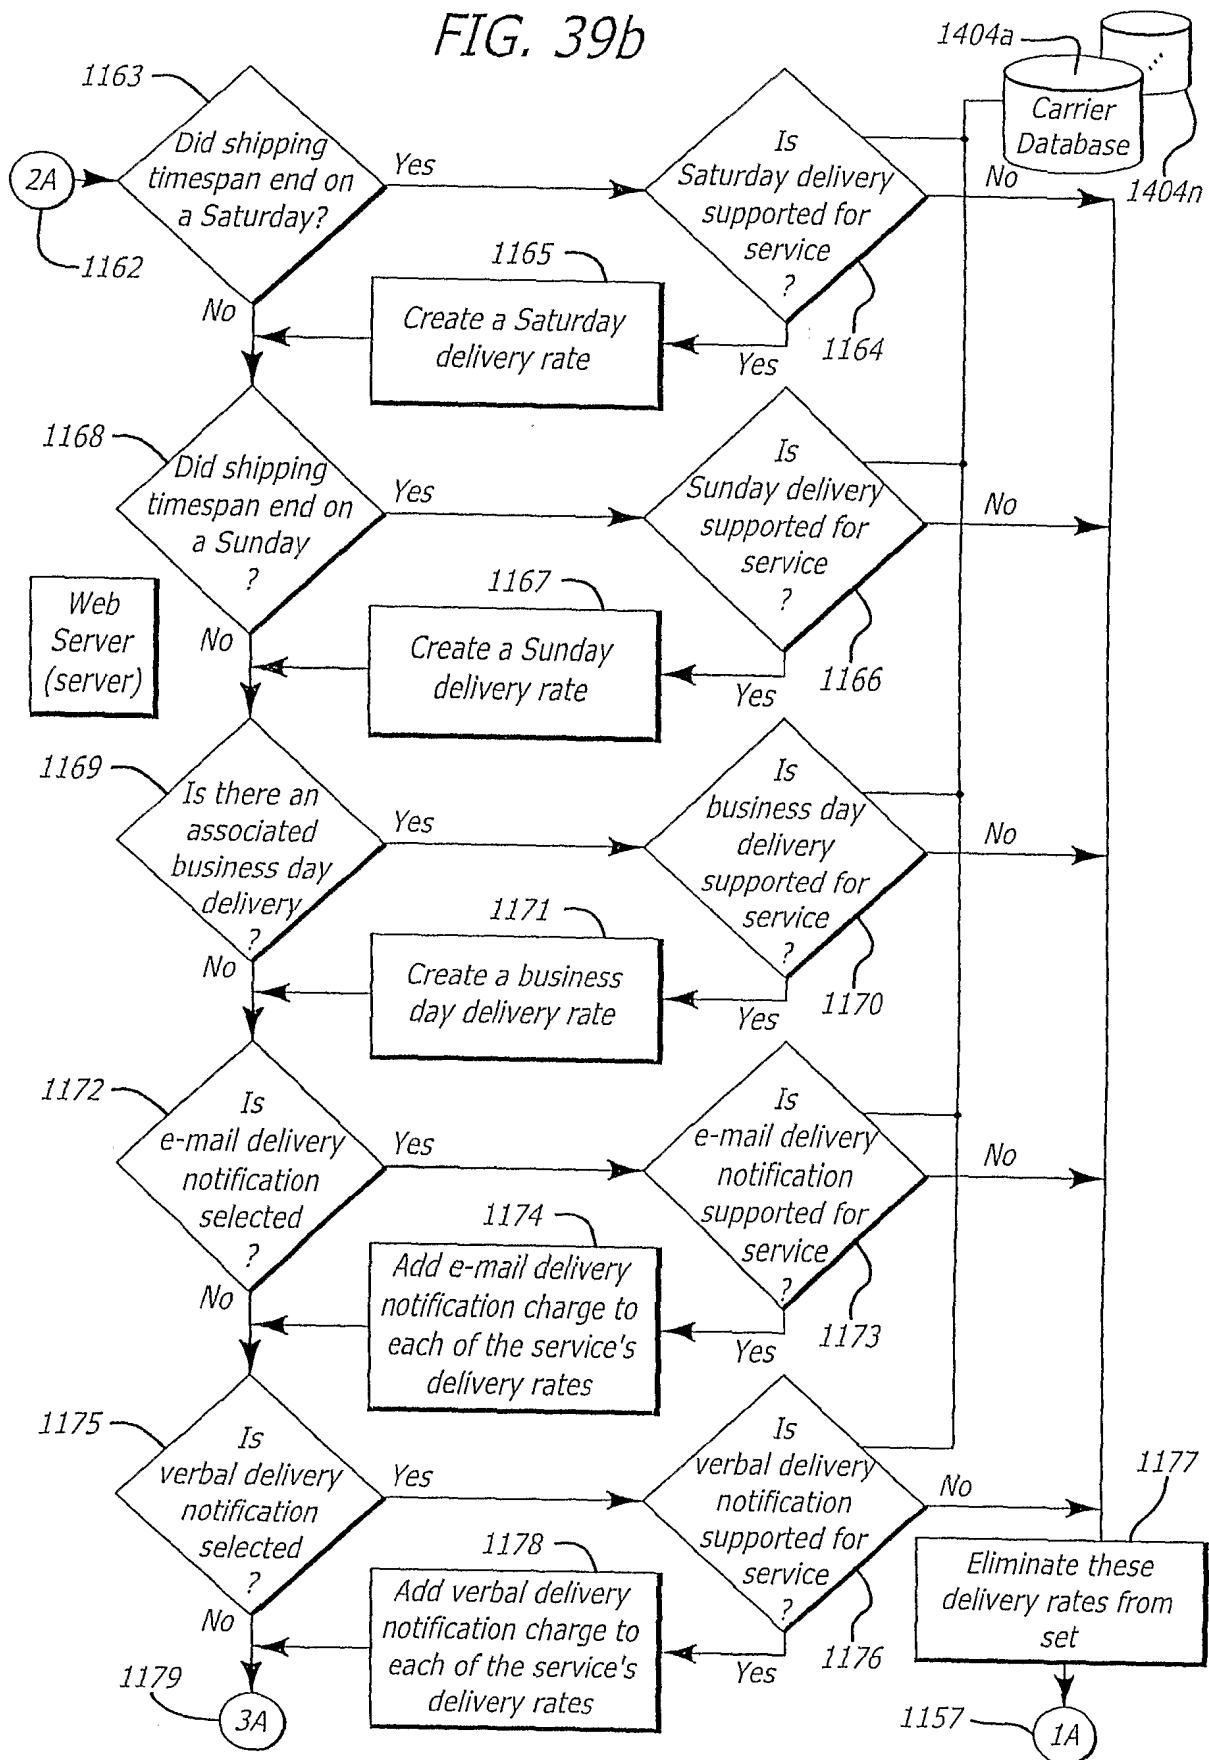 FIG. 39b
1404a
Carrier
Database
1404n
1163
Did shipping
timespan end on
a Saturday?
2A
1162
Yes
No
Is
Saturday delivery
supported for
service
?
1164
No
Yes
1165
Create a Saturday
delivery rate
1168
Did shipping
timespan end on
a Sunday
?
Yes
No
Is
Sunday delivery
supported for
service
?
1166
No
Yes
1167
Create a Sunday
delivery rate
Web
Server
(server)
1169
Is there an
associated
business day
delivery
?
Yes
No
Is
business day
delivery
supported for
service
?
1170
No
Yes
1171
Create a business
day delivery rate
1172
Is
e-mail delivery
notification
selected
?
Yes
No
Is
e-mail delivery
notification
supported for
service
?
1173
No
Yes
1174
Add e-mail delivery
notification charge to
each of the service's
delivery rates
1175
Is
verbal delivery
notification
selected
?
Yes
No
Is
verbal delivery
notification
supported for
service
?
1176
No
Yes
1178
Add verbal delivery
notification charge to
each of the service's
delivery rates
1177
Eliminate these
delivery rates from
set
1179
3A
1157
1A